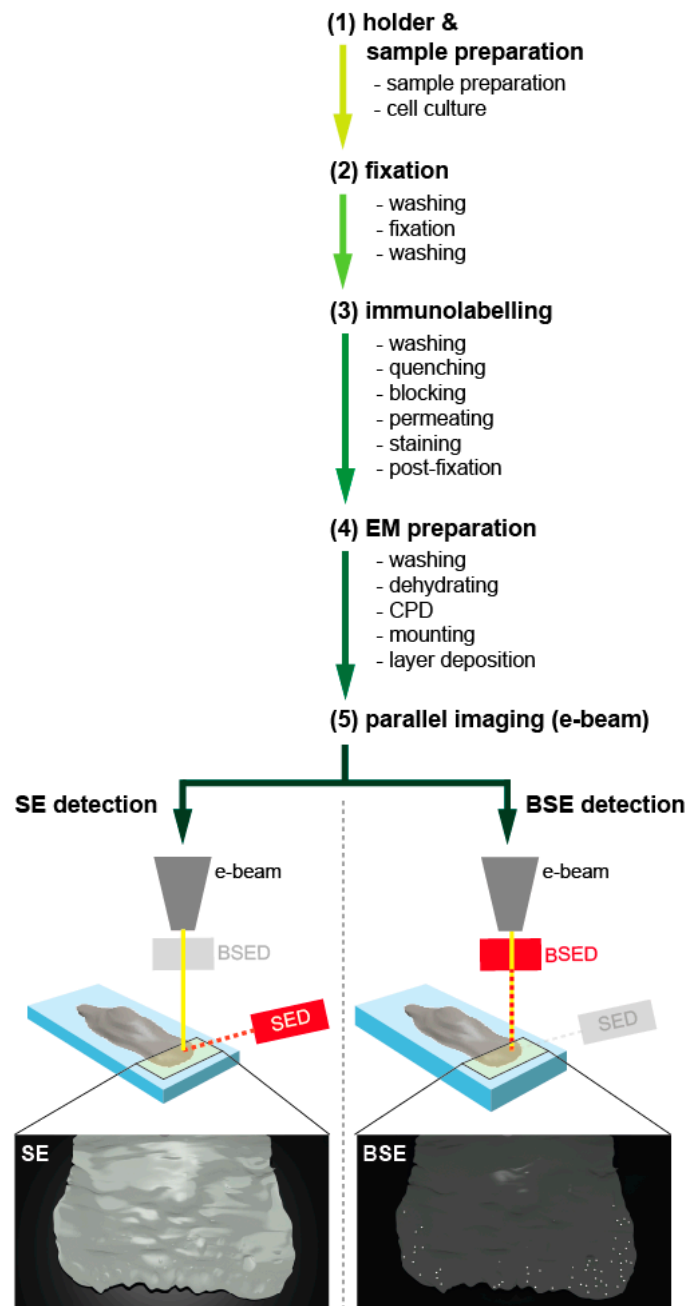 (1) holder &
sample preparation
- sample preparation
- cell culture
(2) fixation
- washing
- fixation
- washing
(3) immunolabelling
- washing
- quenching
- blocking
- permeating
- staining
- post-fixation
(4) EM preparation
- washing
- dehydrating
- CPD
- mounting
- layer deposition
(5) parallel imaging (e-beam)
SE detection
BSE detection
e-beam
BSED
SED
e-beam
BSED
SED
SE
BSE